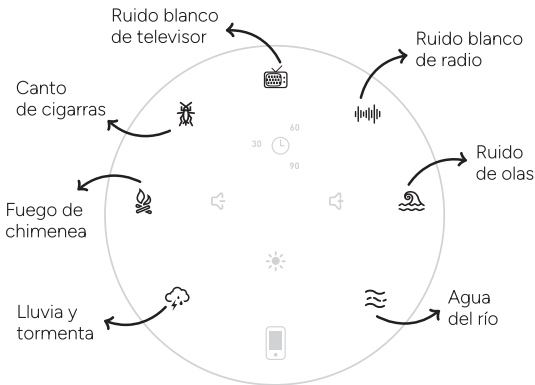 Ruido blanco
de televisor
Ruido blanco
de radio
Canto
de cigarras
60
30
90
Ruido
de olas
Fuego de
chimenea
Lluvia y
tormenta
Agua
del río